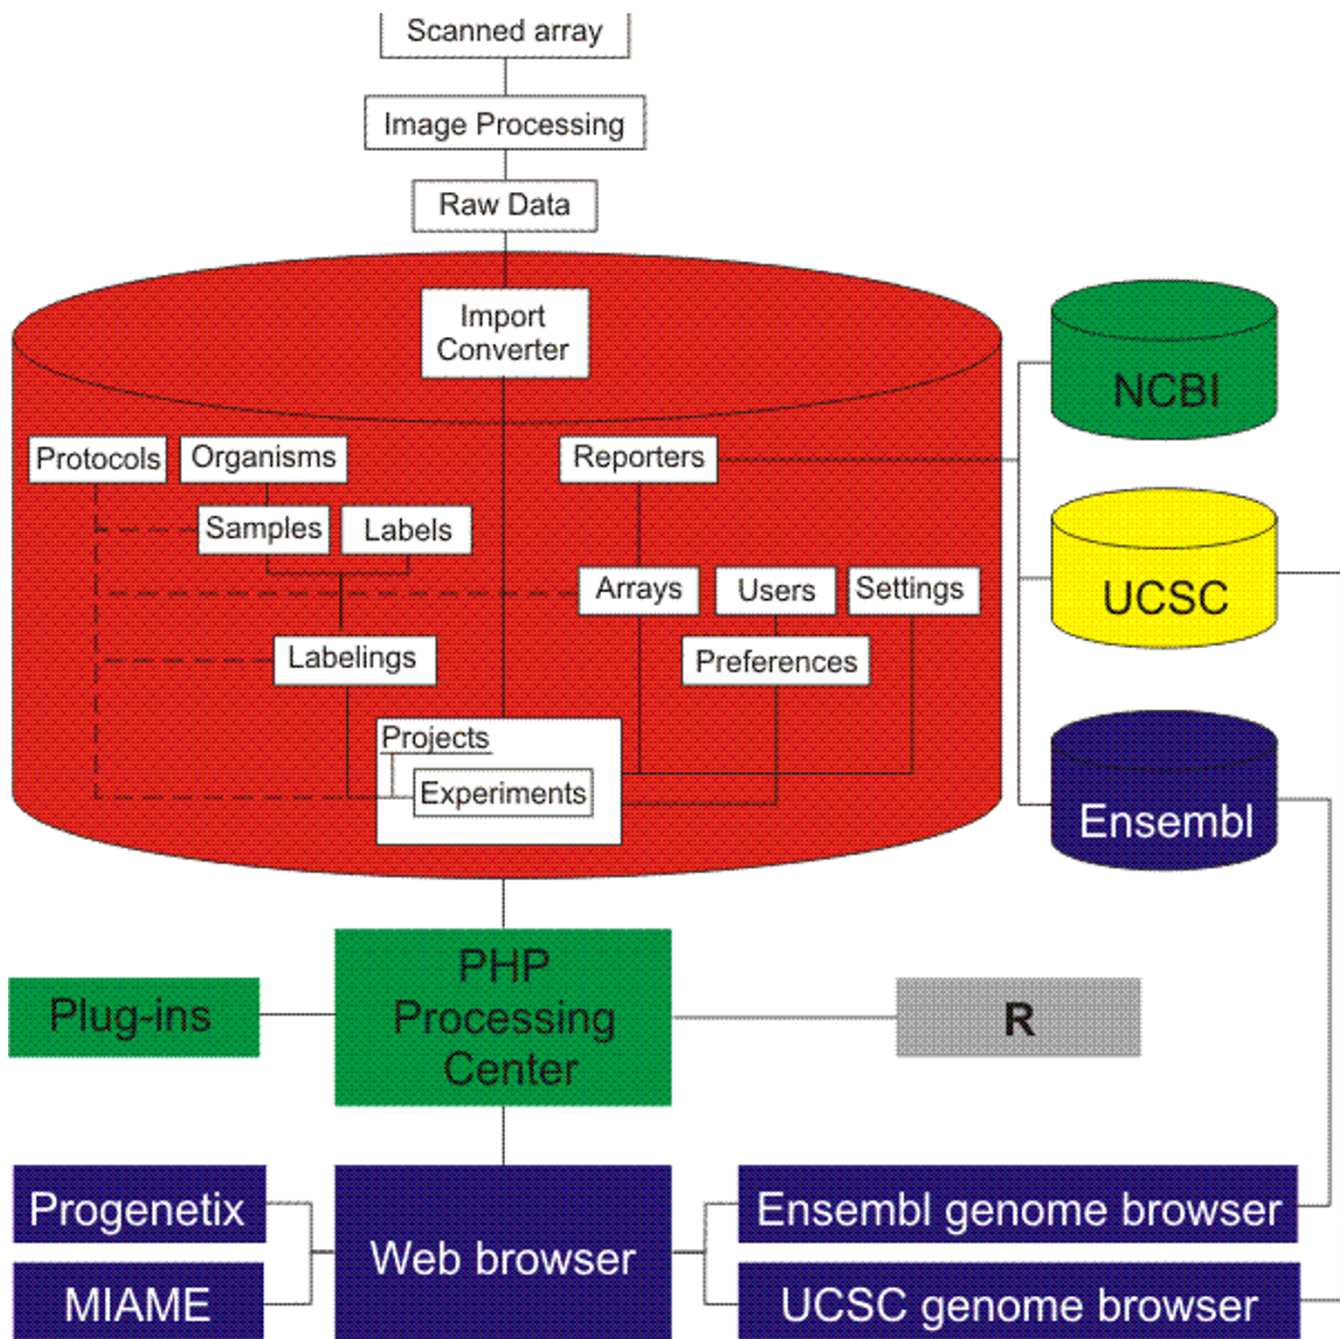 Scanned array
Image Processing
Raw Data
Import
Converter
NCBI
Protocols
Organisms
Reporters
Samples
Labels
Arrays
Users
Settings
UCSC
Labelings
Preferences
Projects
Experiments
Ensembl
PHP
Processing
Center
Plug-ins
R
Progenetix
Web browser
Ensembl genome browser
MIAME
UCSC genome browser